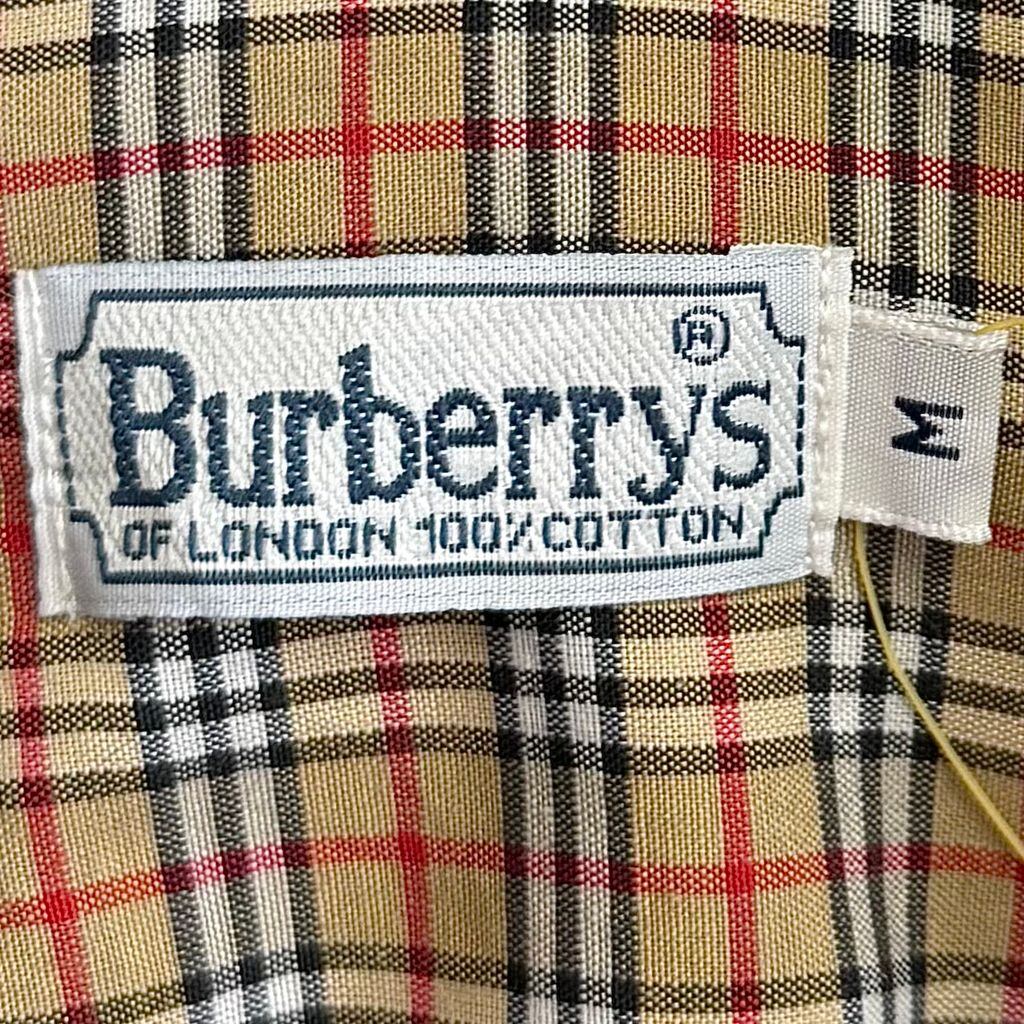 Burberrys ®
OF LONDON 100% COTTON
M